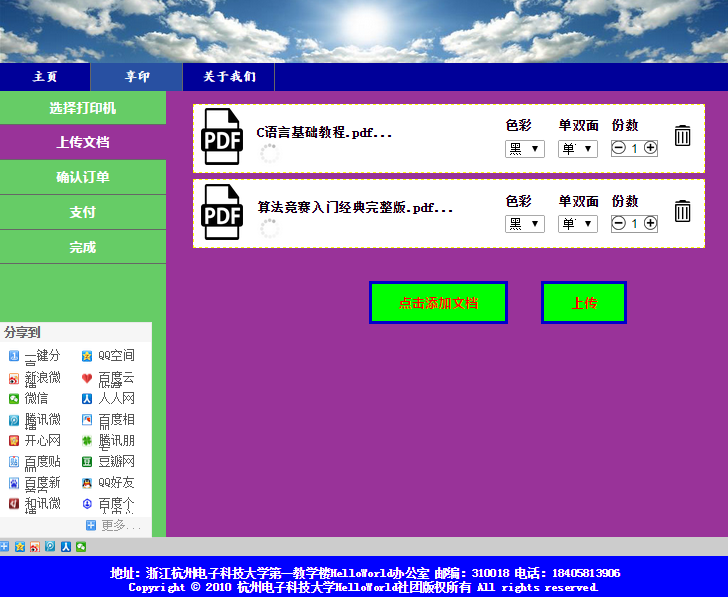 主页 享印 关于我们
选择打印机
上传文档
确认订单
支付
完成
PDF C语言基础教程.pdf...
色彩 单双面 份数
黑 单 1
PDF 算法竞赛入门经典完整版.pdf...
色彩 单双面 份数
黑 单 1
点击添加文档 上传
分享到
一键分 QQ空间
新浪微 百度云
微信 人人网
腾讯微 百度相
开心网 腾讯朋
百度贴 豆瓣网
百度新 QQ好友
和讯微 百度个
更多...
地址：浙江杭州电子科技大学第一教学楼HelloWorld办公室 邮编：310018 电话：18405813906
Copyright © 2010 杭州电子科技大学HelloWorld社团版权所有 All rights reserved.